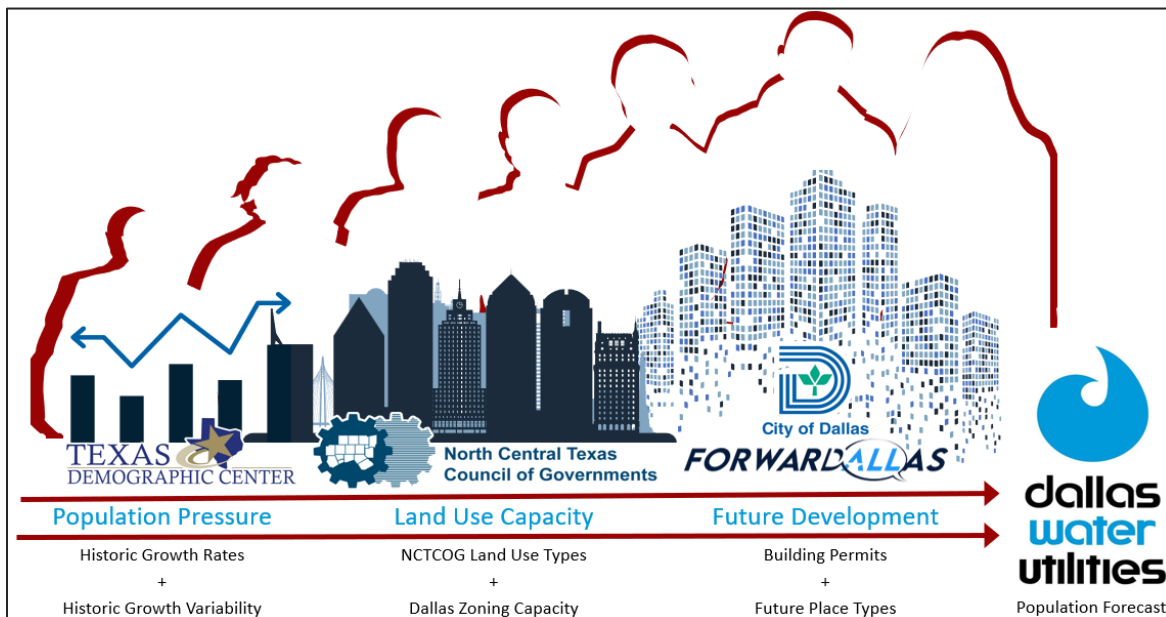 TEXAS
DEMOGRAPHIC CENTER
North Central Texas
Council of Governments
City of Dallas
FORWARDALLAS
Population Pressure
Land Use Capacity
Future Development
Historic Growth Rates
+
Historic Growth Variability
NCTCOG Land Use Types
+
Dallas Zoning Capacity
Building Permits
+
Future Place Types
dallas
water
utilities
Population Forecast